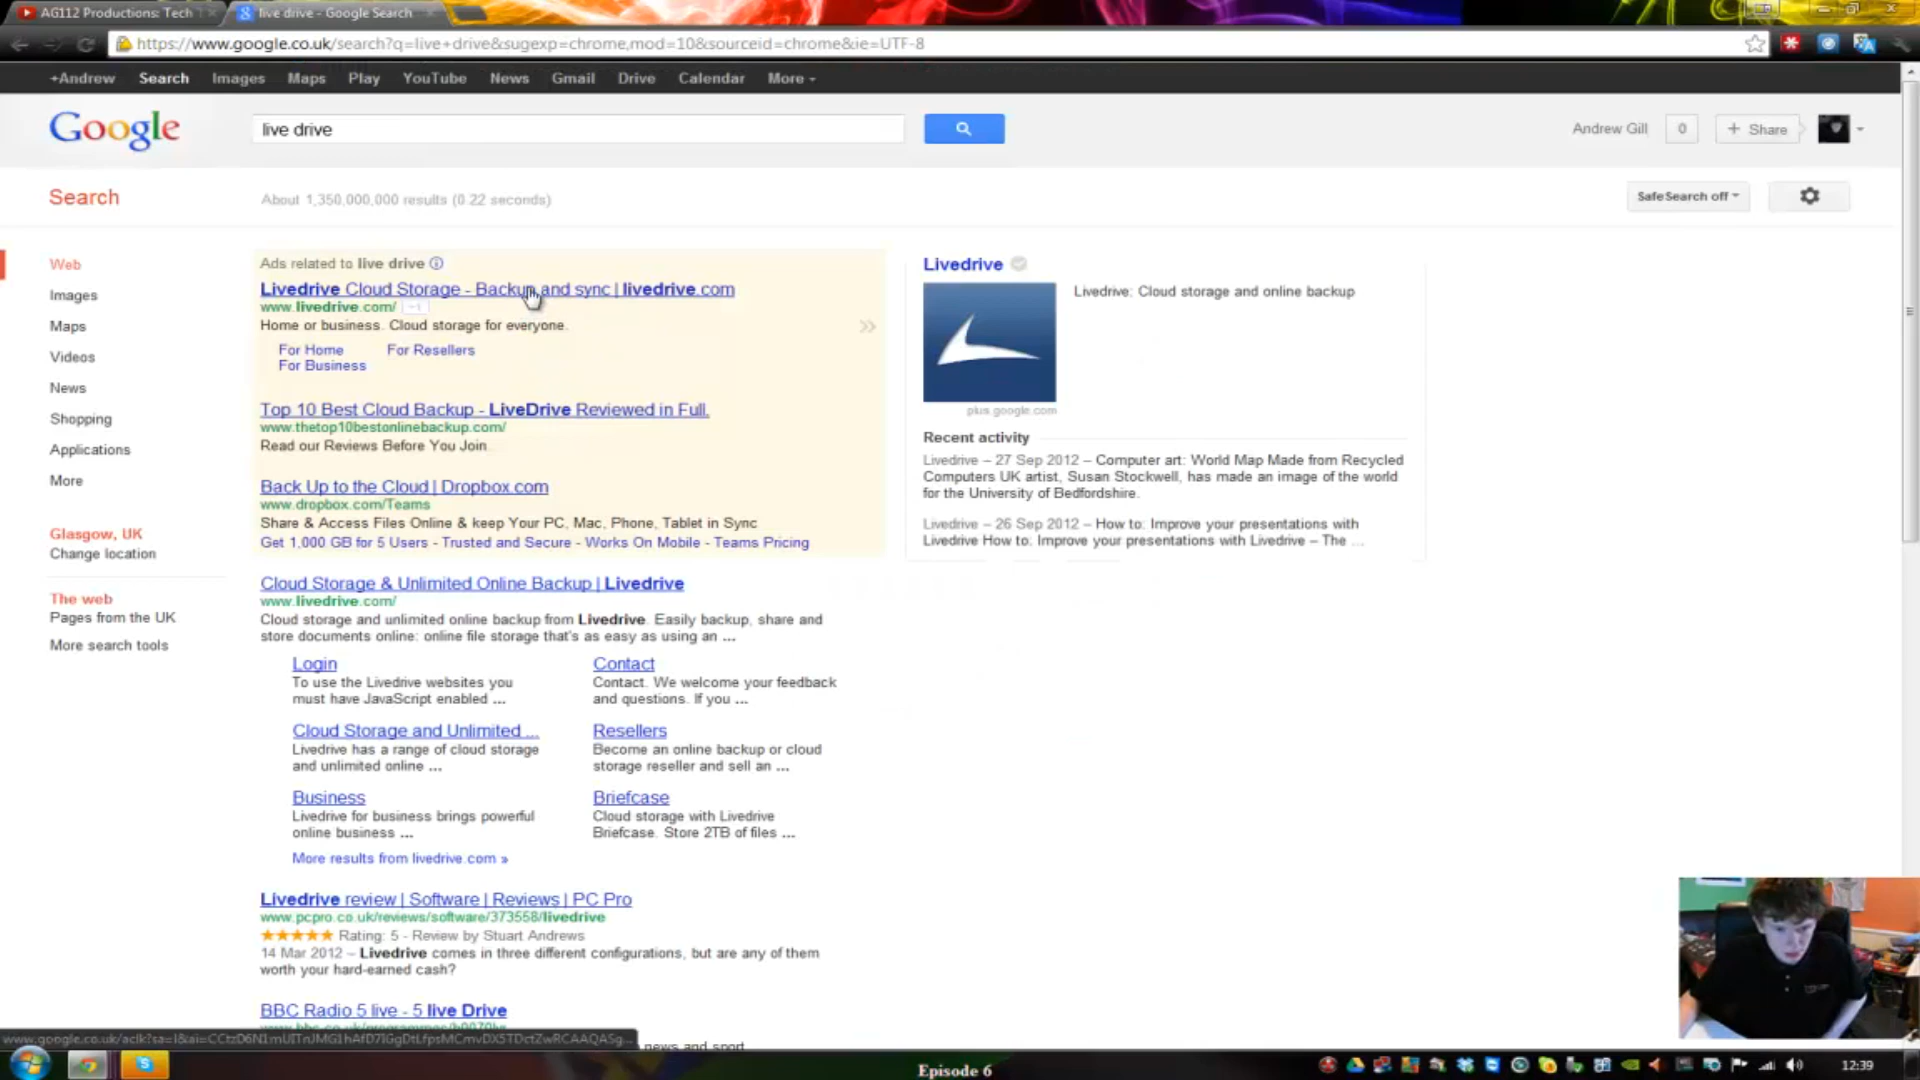 AG112 Productions: Tech
live drive - Google Search
https://www.google.co.uk/search?q=live+drive&sugexp=chrome,mod=10&sourceid=chrome&ie=UTF-8
+Andrew Search Images Maps Play YouTube News Gmail Drive Calendar More
Google
live drive
Andrew Gill 0 + Share
Search
About 1,350,000,000 results (0.22 seconds)
SafeSearch off
Web
Images
Maps
Videos
News
Shopping
Applications
More
Glasgow, UK
Change location
The web
Pages from the UK
More search tools
Ads related to live drive
Livedrive Cloud Storage - Backup and sync | livedrive.com
www.livedrive.com/
Home or business. Cloud storage for everyone.
For Home For Resellers
For Business
Top 10 Best Cloud Backup - LiveDrive Reviewed in Full.
www.thetop10bestonlinebackup.com/
Read our Reviews Before You Join.
Back Up to the Cloud | Dropbox.com
www.dropbox.com/Teams
Share & Access Files Online & keep Your PC, Mac, Phone, Tablet in Sync
Get 1,000 GB for 5 Users - Trusted and Secure - Works On Mobile - Teams Pricing
Cloud Storage & Unlimited Online Backup | Livedrive
www.livedrive.com/
Cloud storage and unlimited online backup from Livedrive. Easily backup, share and
store documents online: online file storage that's as easy as using an ...
Login
To use the Livedrive websites you
must have JavaScript enabled ...
Contact
Contact. We welcome your feedback
and questions. If you ...
Cloud Storage and Unlimited ...
Livedrive has a range of cloud storage
and unlimited online ...
Resellers
Become an online backup or cloud
storage reseller and sell an ...
Business
Livedrive for business brings powerful
online business ...
Briefcase
Cloud storage with Livedrive
Briefcase. Store 2TB of files ...
More results from livedrive.com »
Livedrive review | Software | Reviews | PC Pro
www.pcpro.co.uk/reviews/software/373558/livedrive
Rating: 5 - Review by Stuart Andrews
14 Mar 2012 – Livedrive comes in three different configurations, but are any of them
worth your hard-earned cash?
BBC Radio 5 live - 5 live Drive
news and sport
Livedrive
Livedrive: Cloud storage and online backup
plus.google.com
Recent activity
Livedrive – 27 Sep 2012 – Computer art: World Map Made from Recycled
Computers UK artist, Susan Stockwell, has made an image of the world
for the University of Bedfordshire.
Livedrive – 26 Sep 2012 – How to: Improve your presentations with
Livedrive How to: Improve your presentations with Livedrive – The ...
Episode 6
12:39